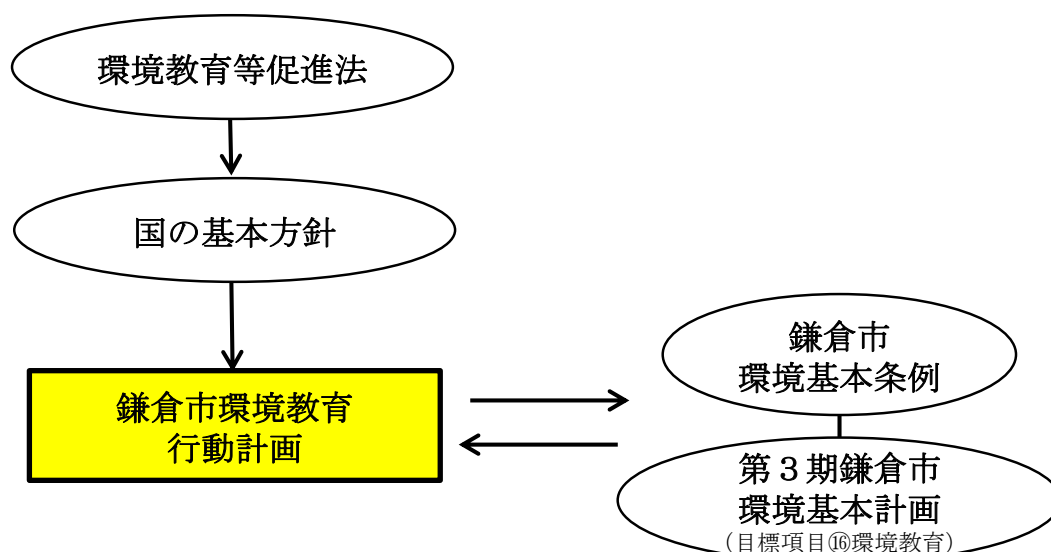 環境教育等促進法
国の基本方針
鎌倉市環境教育
行動計画
鎌倉市
環境基本条例
第３期鎌倉市
環境基本計画
（目標項目⑯環境教育）